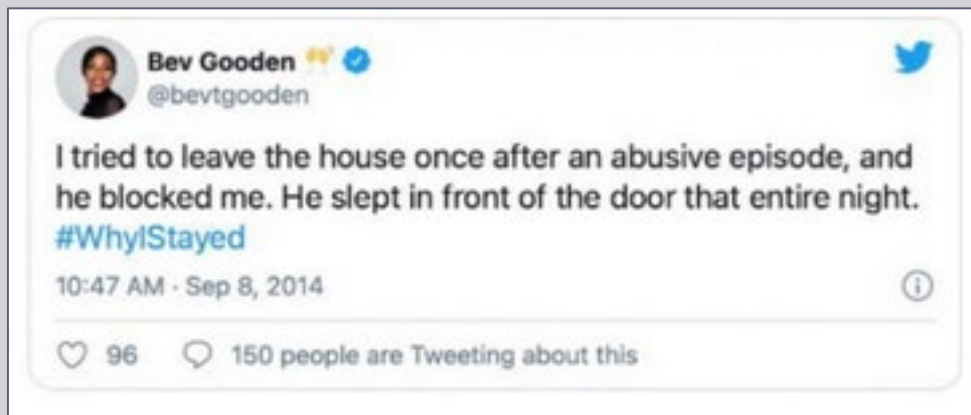 Bev Gooden
@bevtgooden
I tried to leave the house once after an abusive episode, and
he blocked me. He slept in front of the door that entire night.
#WhyIStayed
10:47 AM · Sep 8, 2014
96 150 people are Tweeting about this